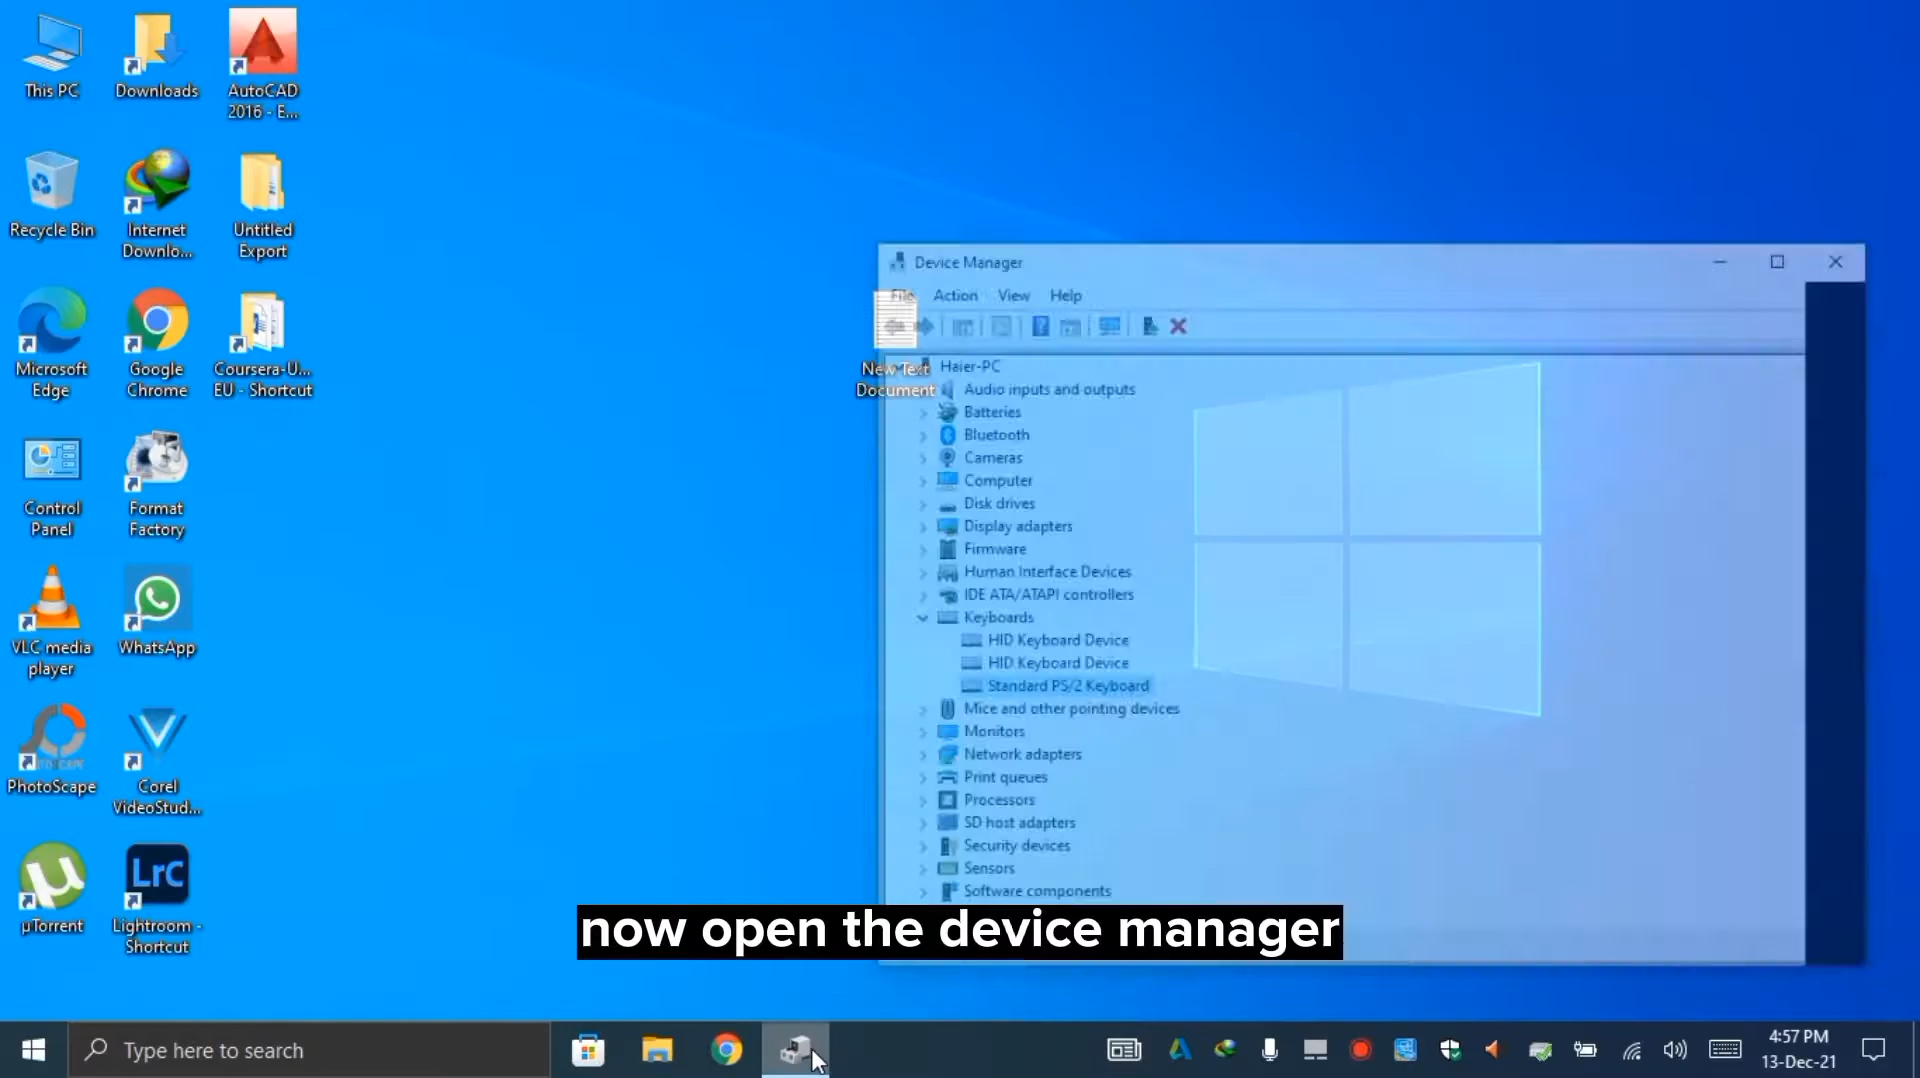 This PC
Downloads
AutoCAD
2016 - E...
Recycle Bin
Internet
Downlo...
Untitled
Export
Microsoft
Edge
Google
Chrome
Coursera-U...
EU - Shortcut
Control
Panel
Format
Factory
VLC media
player
WhatsApp
PhotoScape
Corel
VideoStud...
µTorrent
LrC
Lightroom -
Shortcut
New Text
Document
Device Manager
File Action View Help
Haier-PC
Audio inputs and outputs
Batteries
Bluetooth
Cameras
Computer
Disk drives
Display adapters
Firmware
Human Interface Devices
IDE ATA/ATAPI controllers
Keyboards
HID Keyboard Device
HID Keyboard Device
Standard PS/2 Keyboard
Mice and other pointing devices
Monitors
Network adapters
Print queues
Processors
SD host adapters
Security devices
Sensors
Software components
now open the device manager
Type here to search
4:57 PM
13-Dec-21